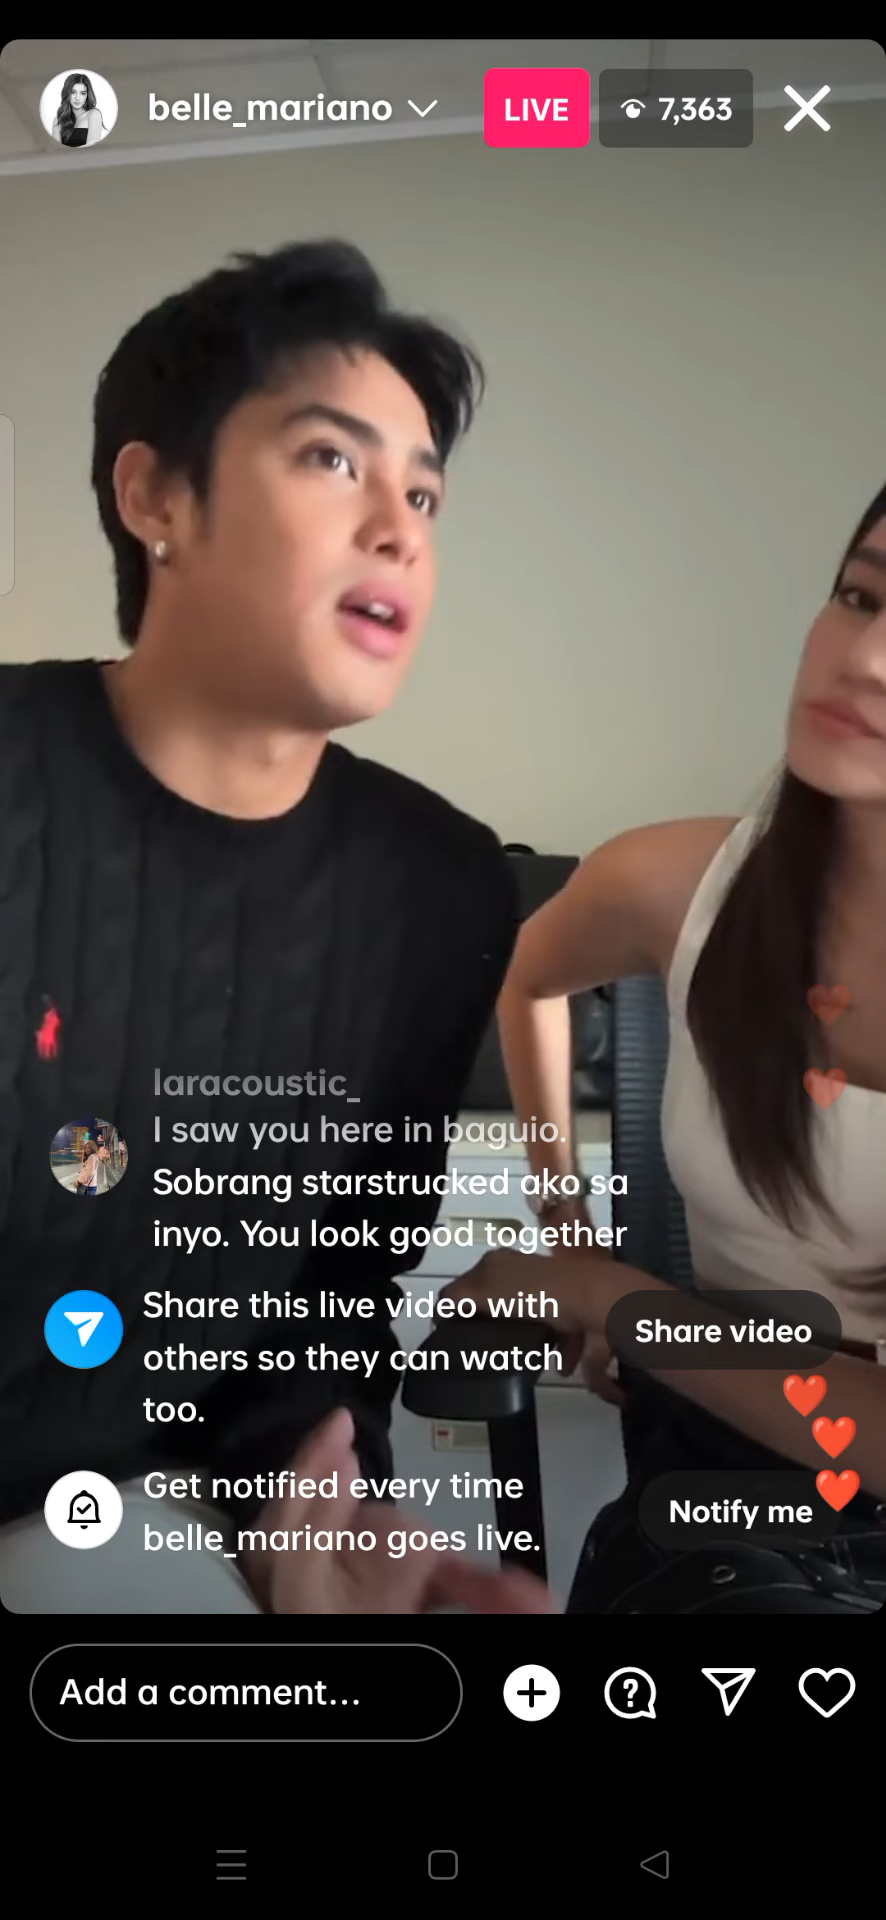 belle_mariano
LIVE
7,363
laracoustic_
I saw you here in baguio.
Sobrang starstrucked ako sa
inyo. You look good together
Share this live video with
others so they can watch
too.
Share video
Get notified every time
belle_mariano goes live.
Notify me
Add a comment...